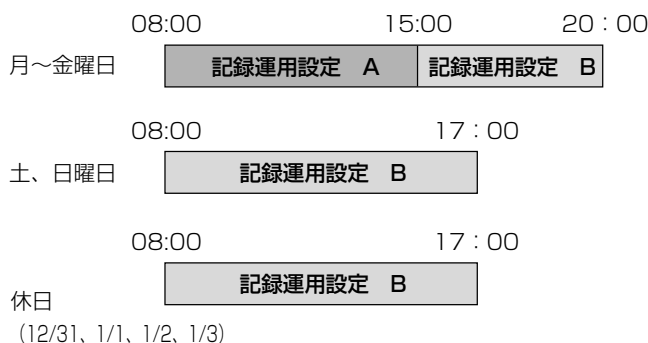 08:00 15:00 20：00
月～金曜日 記録運用設定 A 記録運用設定 B
08:00 17：00
土、日曜日 記録運用設定 B
08:00 17：00
記録運用設定 B
休日
（12/31、1/1、1/2、1/3）